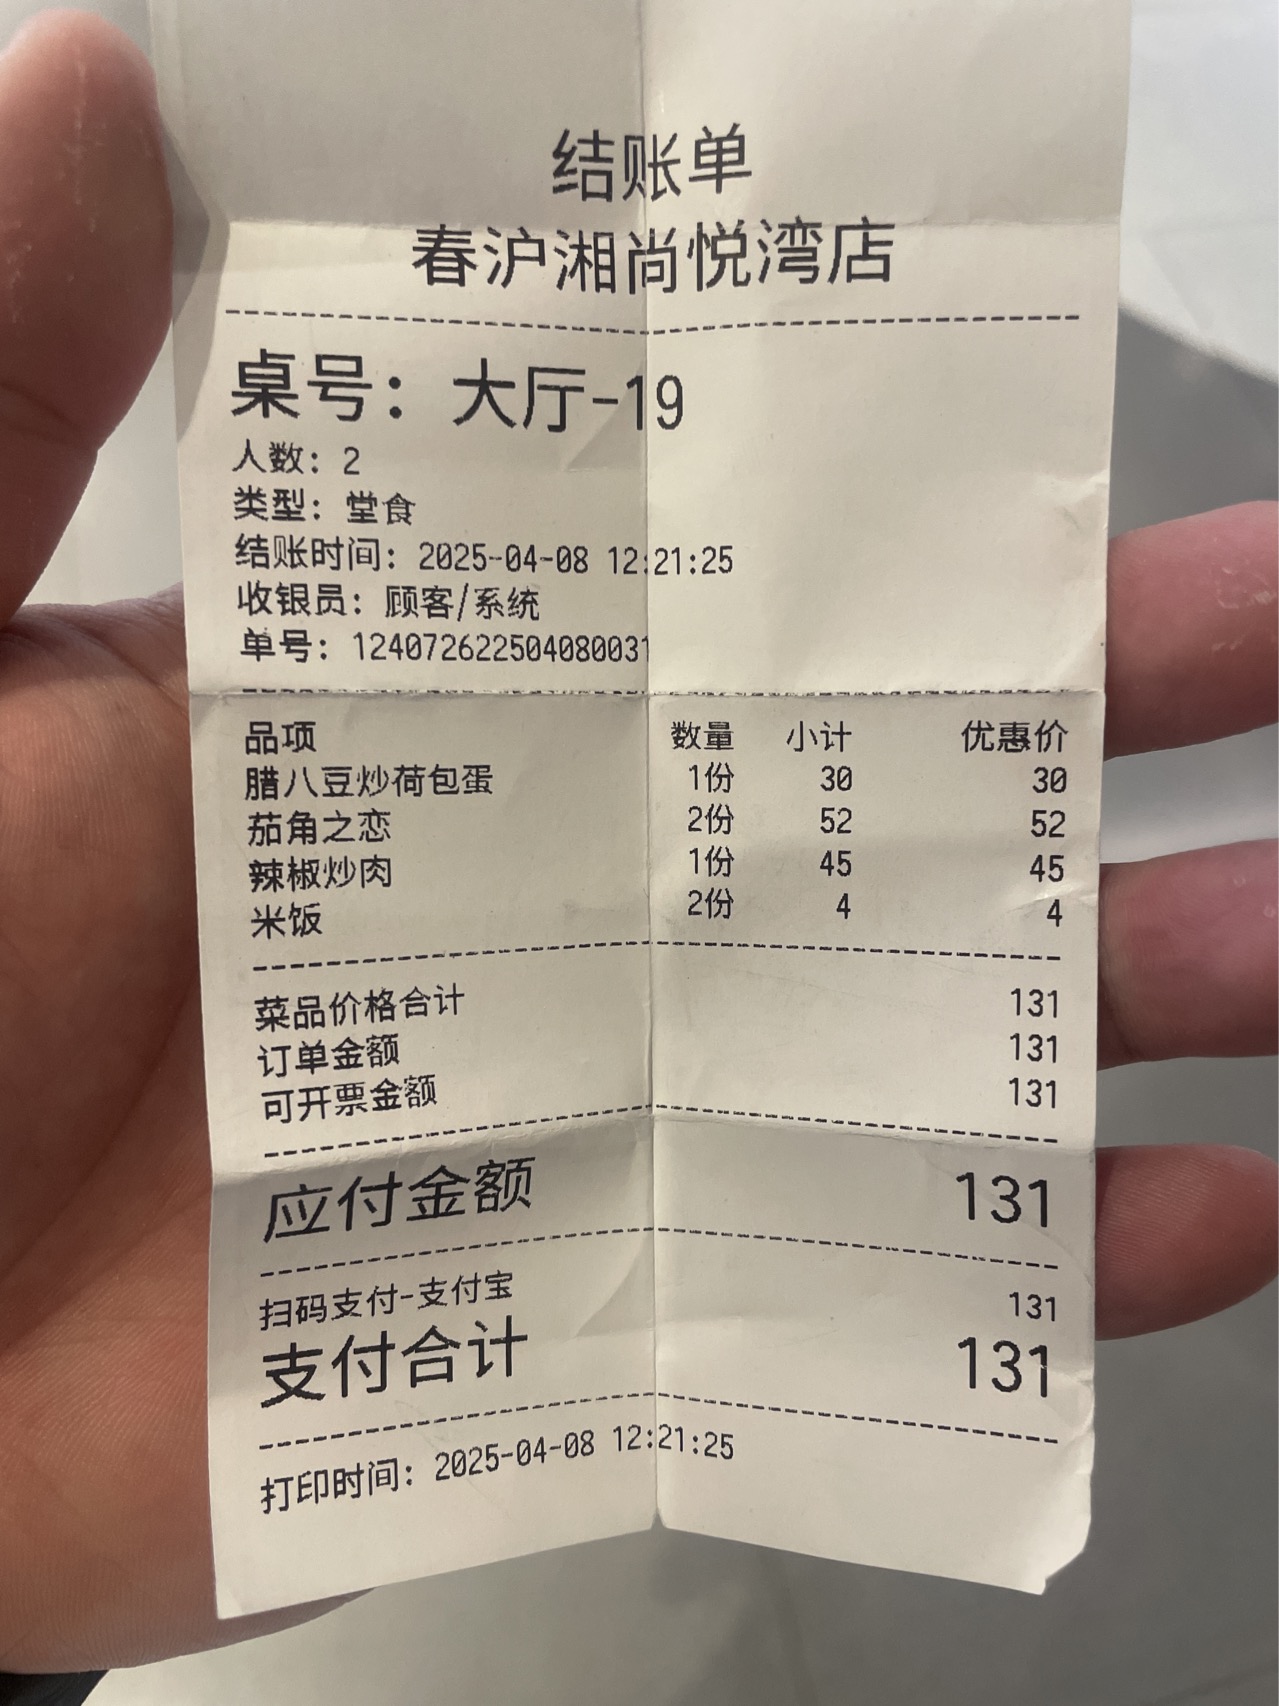 结账单
春沪湘尚悦湾店
桌号：大厅-19
人数：2
类型：堂食
结账时间：2025-04-08 12:21:25
收银员：顾客/系统
单号：124072622504080031
品项 数量 小计 优惠价
腊八豆炒荷包蛋 1份 30 30
茄角之恋 2份 52 52
辣椒炒肉 1份 45 45
米饭 2份 4 4
菜品价格合计 131
订单金额 131
可开票金额 131
应付金额 131
扫码支付-支付宝 131
支付合计 131
打印时间：2025-04-08 12:21:25